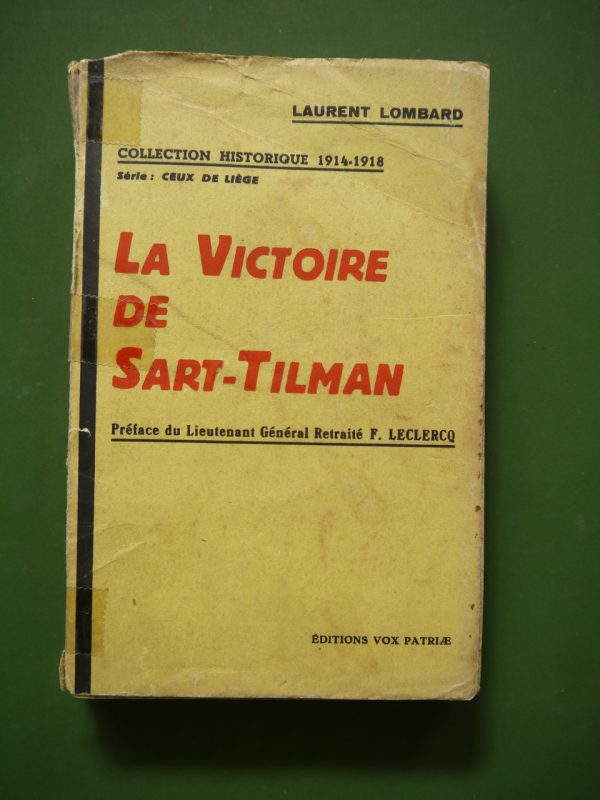 LAURENT LOMBARD
COLLECTION HISTORIQUE 1914-1918
Série: CEUX DE LIÈGE
LA VICTOIRE
DE
SART-TILMAN
Préface du Lieutenant Général Retraité F. LECLERCQ
ÉDITIONS VOX PATRIÆ